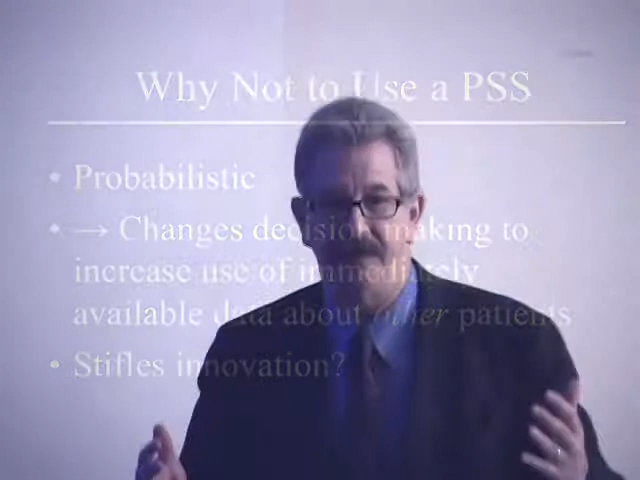 Why Not to Use a PSS
• Probabilistic
• → Changes decision making to
increase use of immediately
available data about other patients
• Stifles innovation?